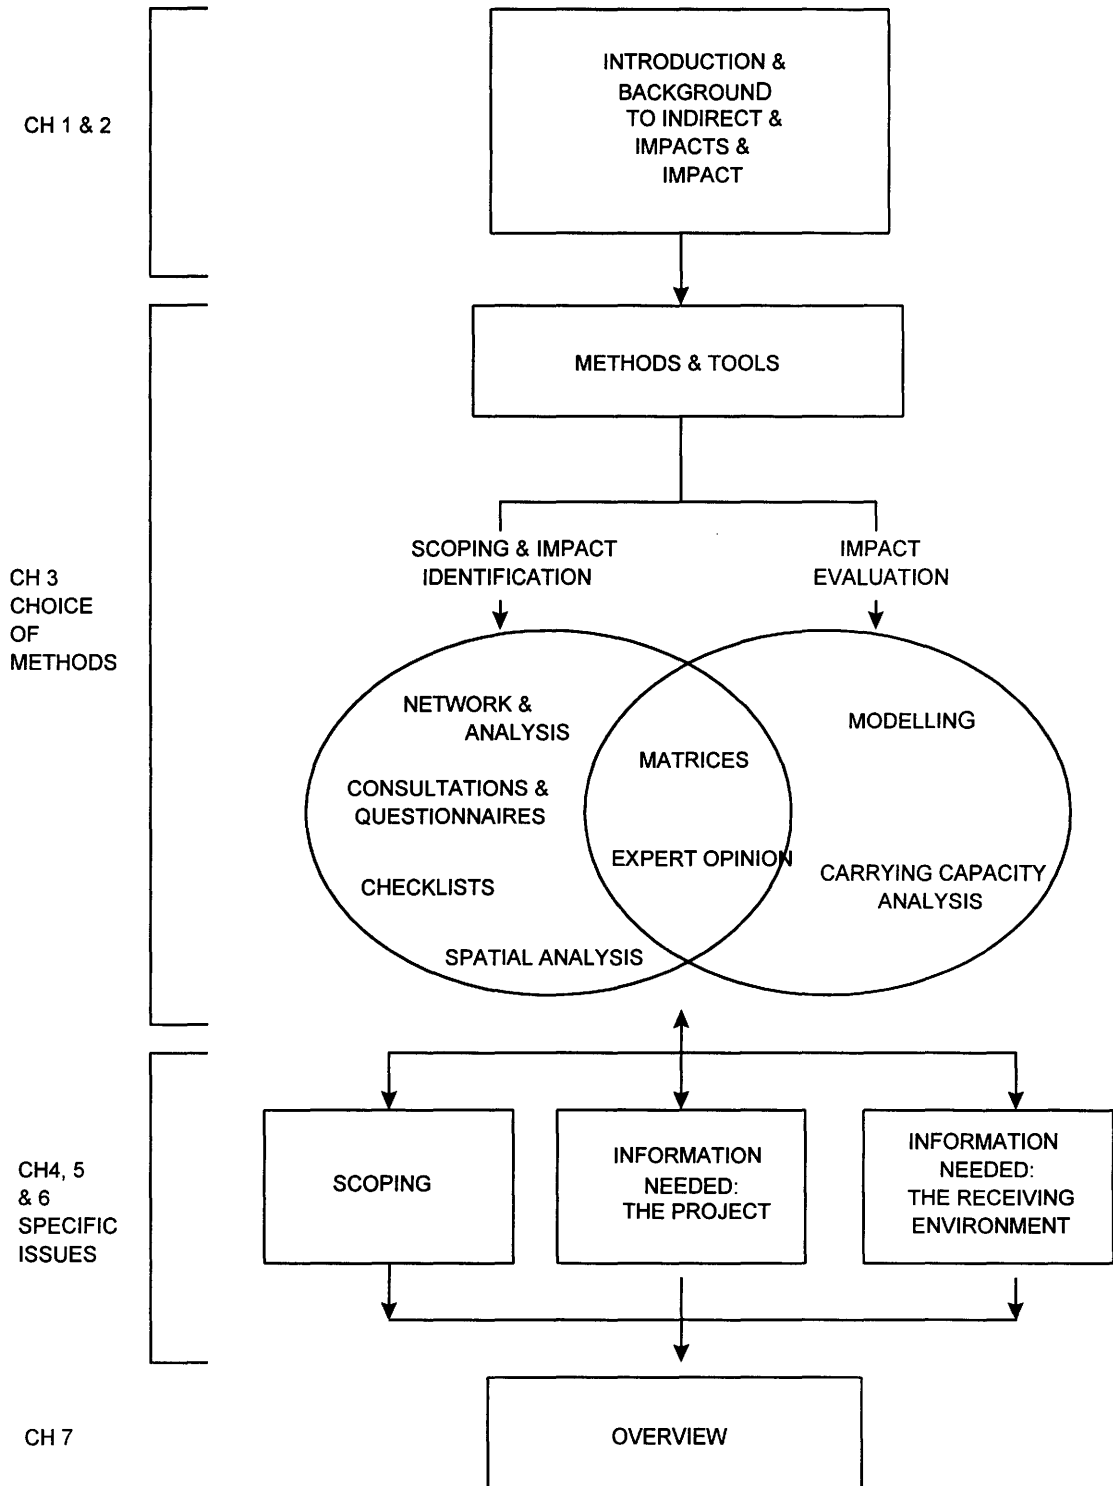 CH 1 & 2
INTRODUCTION &
BACKGROUND
TO INDIRECT &
IMPACTS &
IMPACT
METHODS & TOOLS
CH 3
CHOICE
OF
METHODS
SCOPING & IMPACT
IDENTIFICATION
IMPACT
EVALUATION
NETWORK &
ANALYSIS
CONSULTATIONS &
QUESTIONNAIRES
CHECKLISTS
SPATIAL ANALYSIS
MATRICES
EXPERT OPINION
MODELLING
CARRYING CAPACITY
ANALYSIS
CH4, 5
& 6
SPECIFIC
ISSUES
SCOPING
INFORMATION
NEEDED:
THE PROJECT
INFORMATION
NEEDED:
THE RECEIVING
ENVIRONMENT
CH 7
OVERVIEW